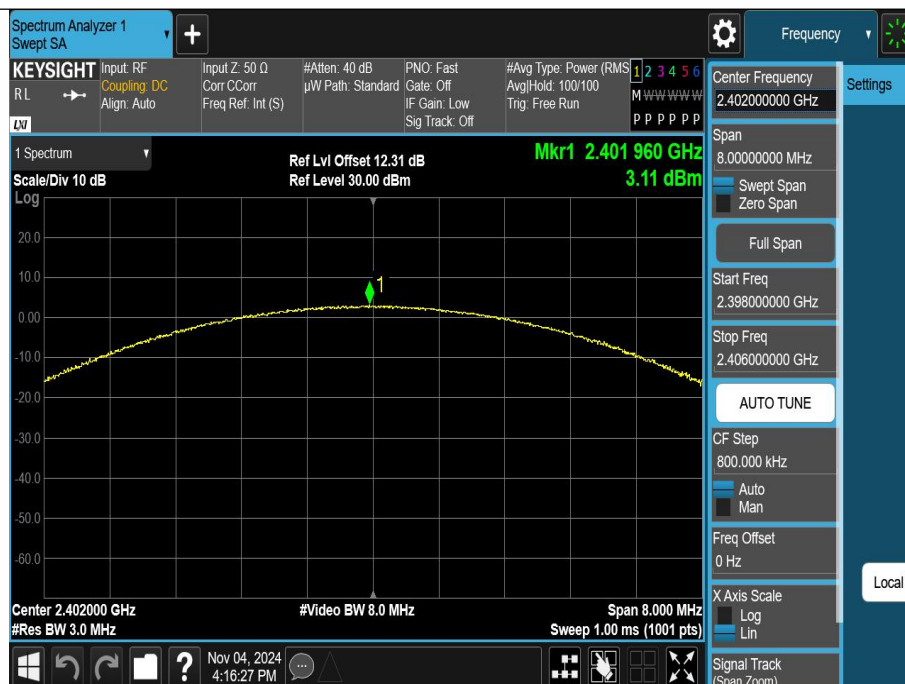 Spectrum Analyzer 1
Swept SA
Frequency
KEYSIGHT
RL
LXI
Input: RF
Coupling: DC
Align: Auto
Input Z: 50 Ω
Corr CCorr
Freq Ref: Int (S)
#Atten: 40 dB
µW Path: Standard
PNO: Fast
Gate: Off
IF Gain: Low
Sig Track: Off
#Avg Type: Power (RMS
Avg|Hold: 100/100
Trig: Free Run
1 2 3 4 5 6
M W W W W W
P P P P P P
Center Frequency
2.402000000 GHz
Settings
Span
8.00000000 MHz
Swept Span
Zero Span
Full Span
Start Freq
2.398000000 GHz
Stop Freq
2.406000000 GHz
AUTO TUNE
CF Step
800.000 kHz
Auto
Man
Freq Offset
0 Hz
X Axis Scale
Log
Lin
Signal Track
(Span Zoom)
Local
1 Spectrum
Scale/Div 10 dB
Log
Ref Lvl Offset 12.31 dB
Ref Level 30.00 dBm
Mkr1 2.401 960 GHz
3.11 dBm
1
20.0
10.0
0.00
-10.0
-20.0
-30.0
-40.0
-50.0
-60.0
Center 2.402000 GHz
#Res BW 3.0 MHz
#Video BW 8.0 MHz
Span 8.000 MHz
Sweep 1.00 ms (1001 pts)
?
Nov 04, 2024
4:16:27 PM